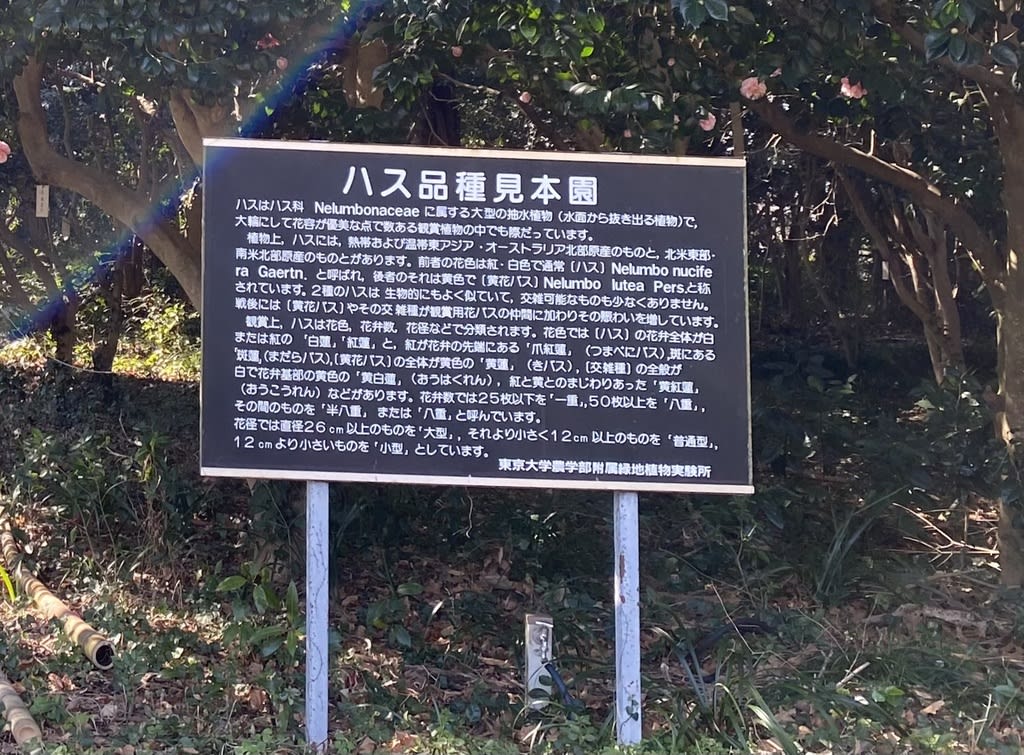 ハス品種見本園
ハスはハス科 Nelumbonaceae に属する大型の抽水植物（水面から抜き出る植物）で，
大輪にして花容が優美な点で数ある観賞植物の中でも際だっています。
植物上，ハスには，熱帯および温帯東アジア・オーストラリア北部原産のものと，北米東部・
南米北部原産のものとがあります。前者の花色は紅・白色で通常〔ハス〕Nelumbo nucife
ra Gaertn. と呼ばれ，後者のそれは黄色で〔黄花バス〕Nelumbo lutea Pers.と称
されています。2種のハスは 生物的にもよく似ていて，交雑可能なものも少なくありません。
戦後には〔黄花バス〕やその交 雑種が観賞用花バスの仲間に加わりその賑わいを増しています。
観賞上，ハスは花色，花弁数，花径などで分類されます。花色では〔ハス〕の花弁全体が白
または紅の 「白蓮」，「紅蓮」と，紅が花弁の先端にある「爪紅蓮」（つまべにバス），斑にある
「斑蓮」，（まだらバス），〔黄花バス〕の全体が黄色の「黄蓮」（きバス），〔交雑種〕の全般が
白で花弁基部の黄色の「黄白蓮」，（おうはくれん），紅と黄とのまじわりあった「黄紅蓮」，
（おうこうれん）などがあります。花弁数では25枚以下を「一重」，50枚以上を「八重」，
その間のものを「半八重」 または「八重」と呼んでいます。
花径では直径26cm以上のものを「大型」，それより小さく12cm以上のものを「普通型」，
12cmより小さいものを「小型」としています。
東京大学農学部附属緑地植物実験所